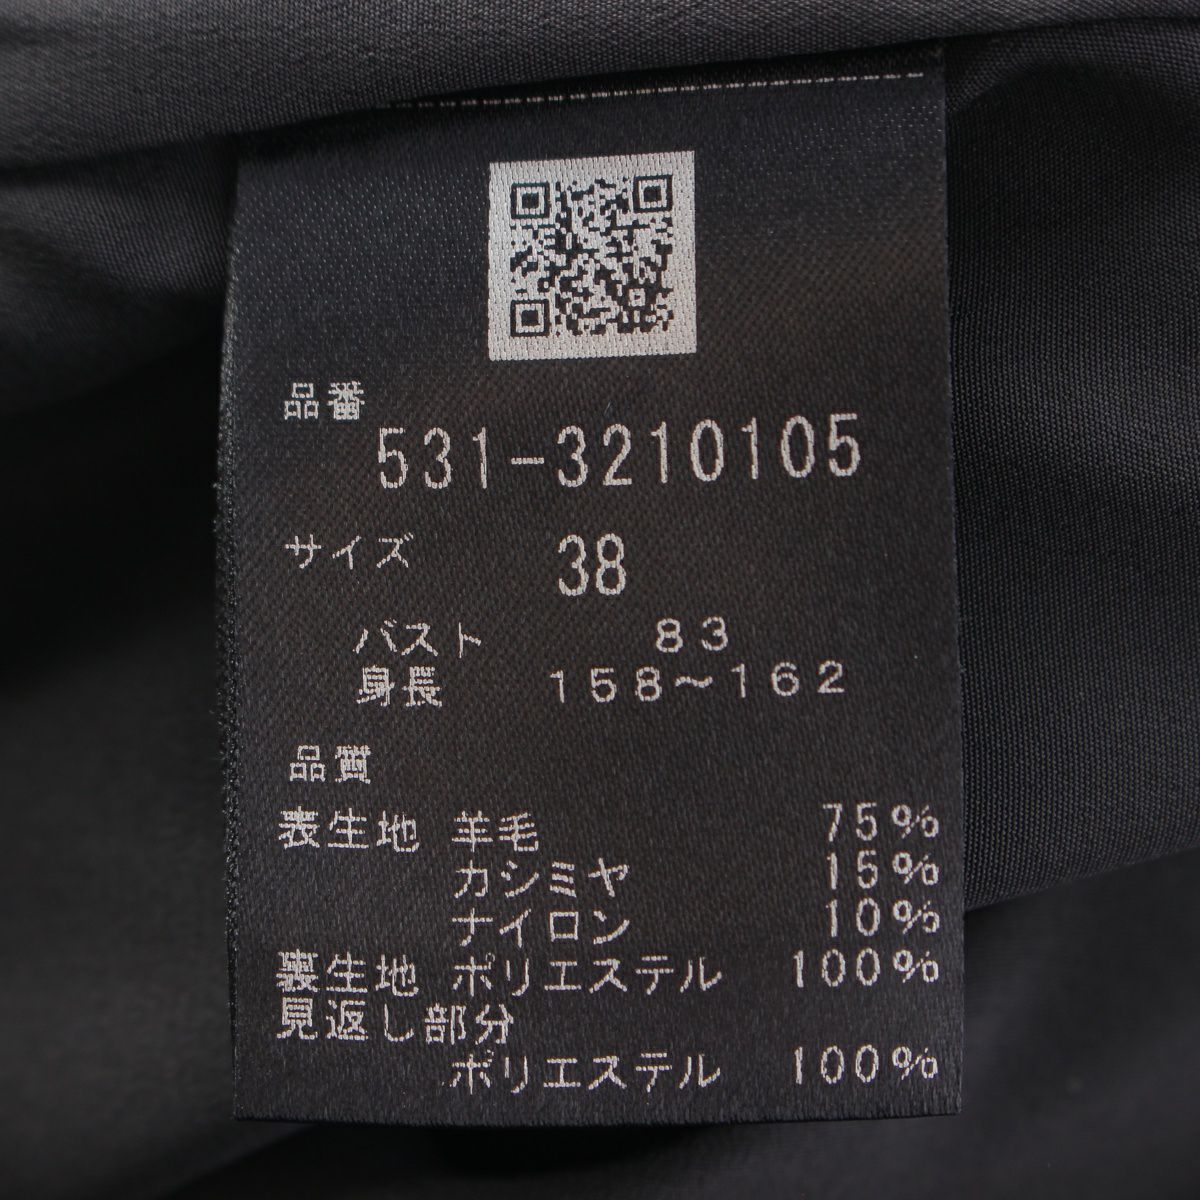 品番
531-3210105
サイズ 38
バスト 83
身長 158～162
品質
表生地 羊毛 75%
カシミヤ 15%
ナイロン 10%
裏生地 ポリエステル 100%
見返し部分
ポリエステル 100%